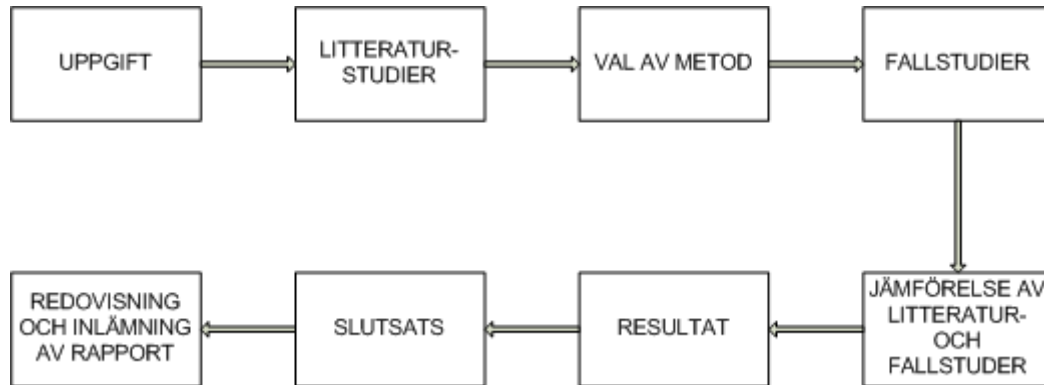 UPPGIFT
LITTERATUR-
STUDIER
VAL AV METOD
FALLSTUDIER
JÄMFÖRELSE AV
LITTERATUR-
OCH
FALLSTUDER
RESULTAT
SLUTSATS
REDOVISNING
OCH INLÄMNING
AV RAPPORT